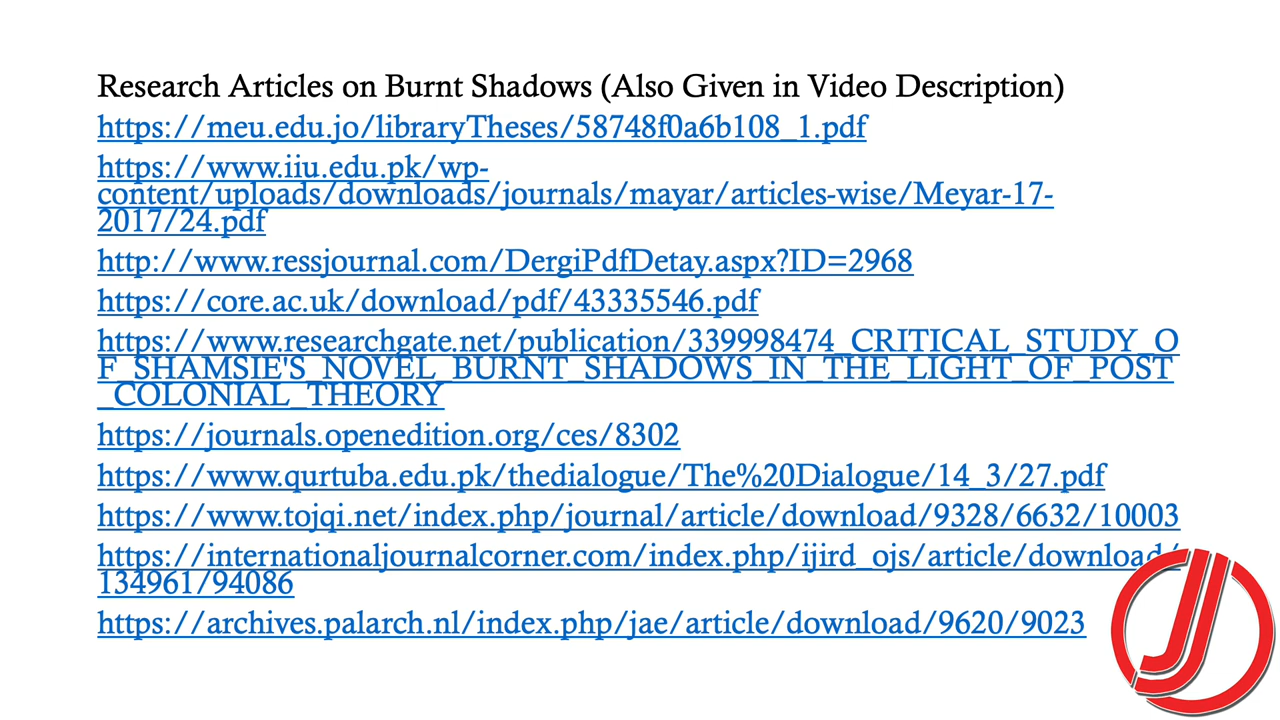 Research Articles on Burnt Shadows (Also Given in Video Description)
https://meu.edu.jo/libraryTheses/58748f0a6b108_1.pdf
https://www.iiu.edu.pk/wp-
content/uploads/downloads/journals/mayar/articles-wise/Meyar-17-
2017/24.pdf
http://www.ressjournal.com/DergiPdfDetay.aspx?ID=2968
https://core.ac.uk/download/pdf/43335546.pdf
https://www.researchgate.net/publication/339998474_CRITICAL_STUDY_O
F_SHAMSIE'S_NOVEL_BURNT_SHADOWS_IN_THE_LIGHT_OF_POST
_COLONIAL_THEORY
https://journals.openedition.org/ces/8302
https://www.qurtuba.edu.pk/thedialogue/The%20Dialogue/14_3/27.pdf
https://www.tojqi.net/index.php/journal/article/download/9328/6632/10003
https://internationaljournalcorner.com/index.php/ijird_ojs/article/download/
134961/94086
https://archives.palarch.nl/index.php/jae/article/download/9620/9023